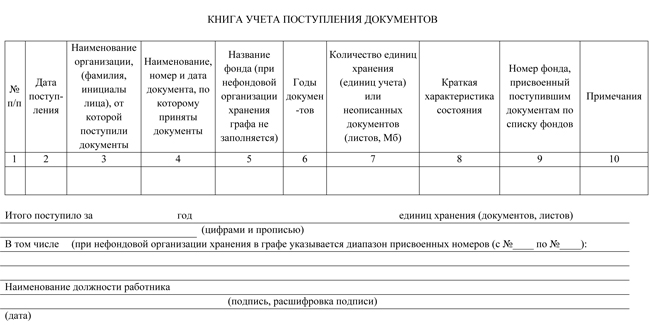 КНИГА УЧЕТА ПОСТУПЛЕНИЯ ДОКУМЕНТОВ
№
п/п
Дата
поступ-
ления
Наименование
организации,
(фамилия,
инициалы
лица), от
которой
поступили
документы
Наименование,
номер и дата
документа, по
которому
приняты
документы
Название
фонда (при
нефондовой
организации
хранения
графа не
заполняется)
Годы
докумен
-тов
Количество единиц
хранения
(единиц учета)
или
неописанных
документов
(листов, Мб)
Краткая
характеристика
состояния
Номер фонда,
присвоенный
поступившим
документам по
списку фондов
Примечания
1 2 3 4 5 6 7 8 9 10
Итого поступило за год единиц хранения (документов, листов)
(цифрами и прописью)
В том числе (при нефондовой организации хранения в графе указывается диапазон присвоенных номеров (с №____ по №____):
Наименование должности работника
(подпись, расшифровка подписи)
(дата)